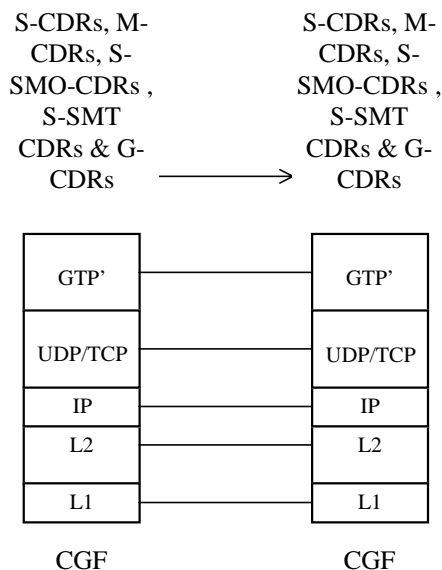 S-CDRs, M-
CDRs, S-
SMO-CDRs ,
S-SMT
CDRs & G-
CDRs
S-CDRs, M-
CDRs, S-
SMO-CDRs ,
S-SMT
CDRs & G-
CDRs
GTP’
GTP’
UDP/TCP
UDP/TCP
IP
IP
L2
L2
L1
L1
CGF
CGF